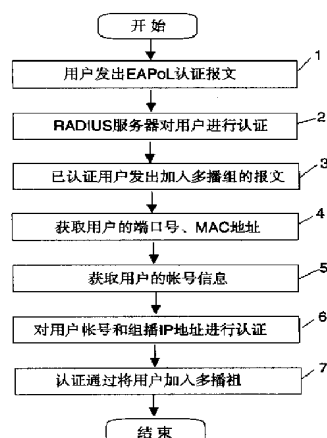 开始
用户发出EAPoL认证报文
1
RADIUS服务器对用户进行认证
2
已认证用户发出加入多播组的报文
3
获取用户的端口号、MAC地址
4
获取用户的帐号信息
5
对用户帐号和组播IP地址进行认证
6
认证通过将用户加入多播祖
7
结束